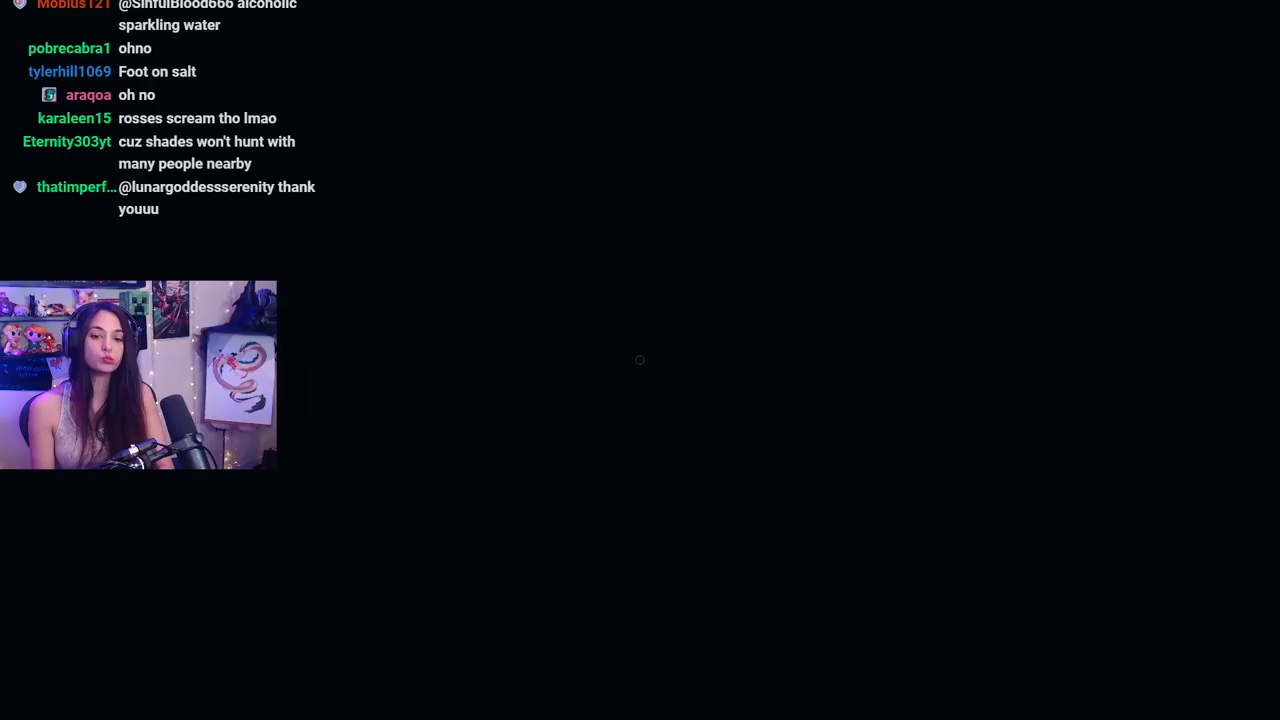 Mobius121 @SinfulBlood666 alcoholic
sparkling water
pobrecabra1 ohno
tylerhill1069 Foot on salt
araqoa oh no
karaleen15 rosses scream tho lmao
Eternity303yt cuz shades won't hunt with
many people nearby
thatimperf... @lunargoddessserenity thank
youuu